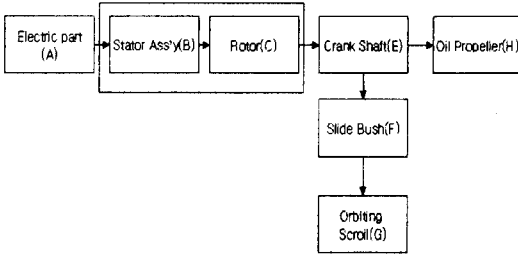 Electric part
(A)
Stator Ass'y(B)
Rotor(C)
Crank Shaft(E)
Oil Propeller(H)
Slide Bush(F)
Orbiting
Scroll(G)